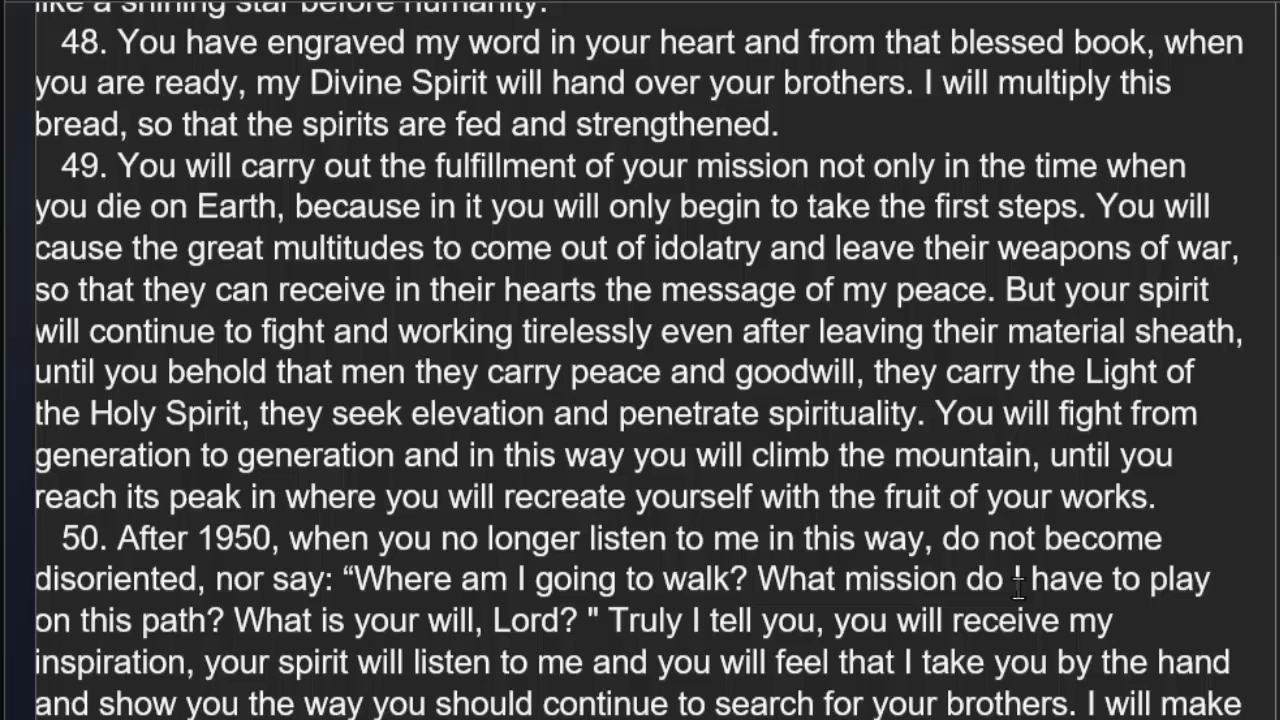 like a shining star before humanity.
48. You have engraved my word in your heart and from that blessed book, when
you are ready, my Divine Spirit will hand over your brothers. I will multiply this
bread, so that the spirits are fed and strengthened.
49. You will carry out the fulfillment of your mission not only in the time when
you die on Earth, because in it you will only begin to take the first steps. You will
cause the great multitudes to come out of idolatry and leave their weapons of war,
so that they can receive in their hearts the message of my peace. But your spirit
will continue to fight and working tirelessly even after leaving their material sheath,
until you behold that men they carry peace and goodwill, they carry the Light of
the Holy Spirit, they seek elevation and penetrate spirituality. You will fight from
generation to generation and in this way you will climb the mountain, until you
reach its peak in where you will recreate yourself with the fruit of your works.
50. After 1950, when you no longer listen to me in this way, do not become
disoriented, nor say: “Where am I going to walk? What mission do I have to play
on this path? What is your will, Lord? " Truly I tell you, you will receive my
inspiration, your spirit will listen to me and you will feel that I take you by the hand
and show you the way you should continue to search for your brothers. I will make